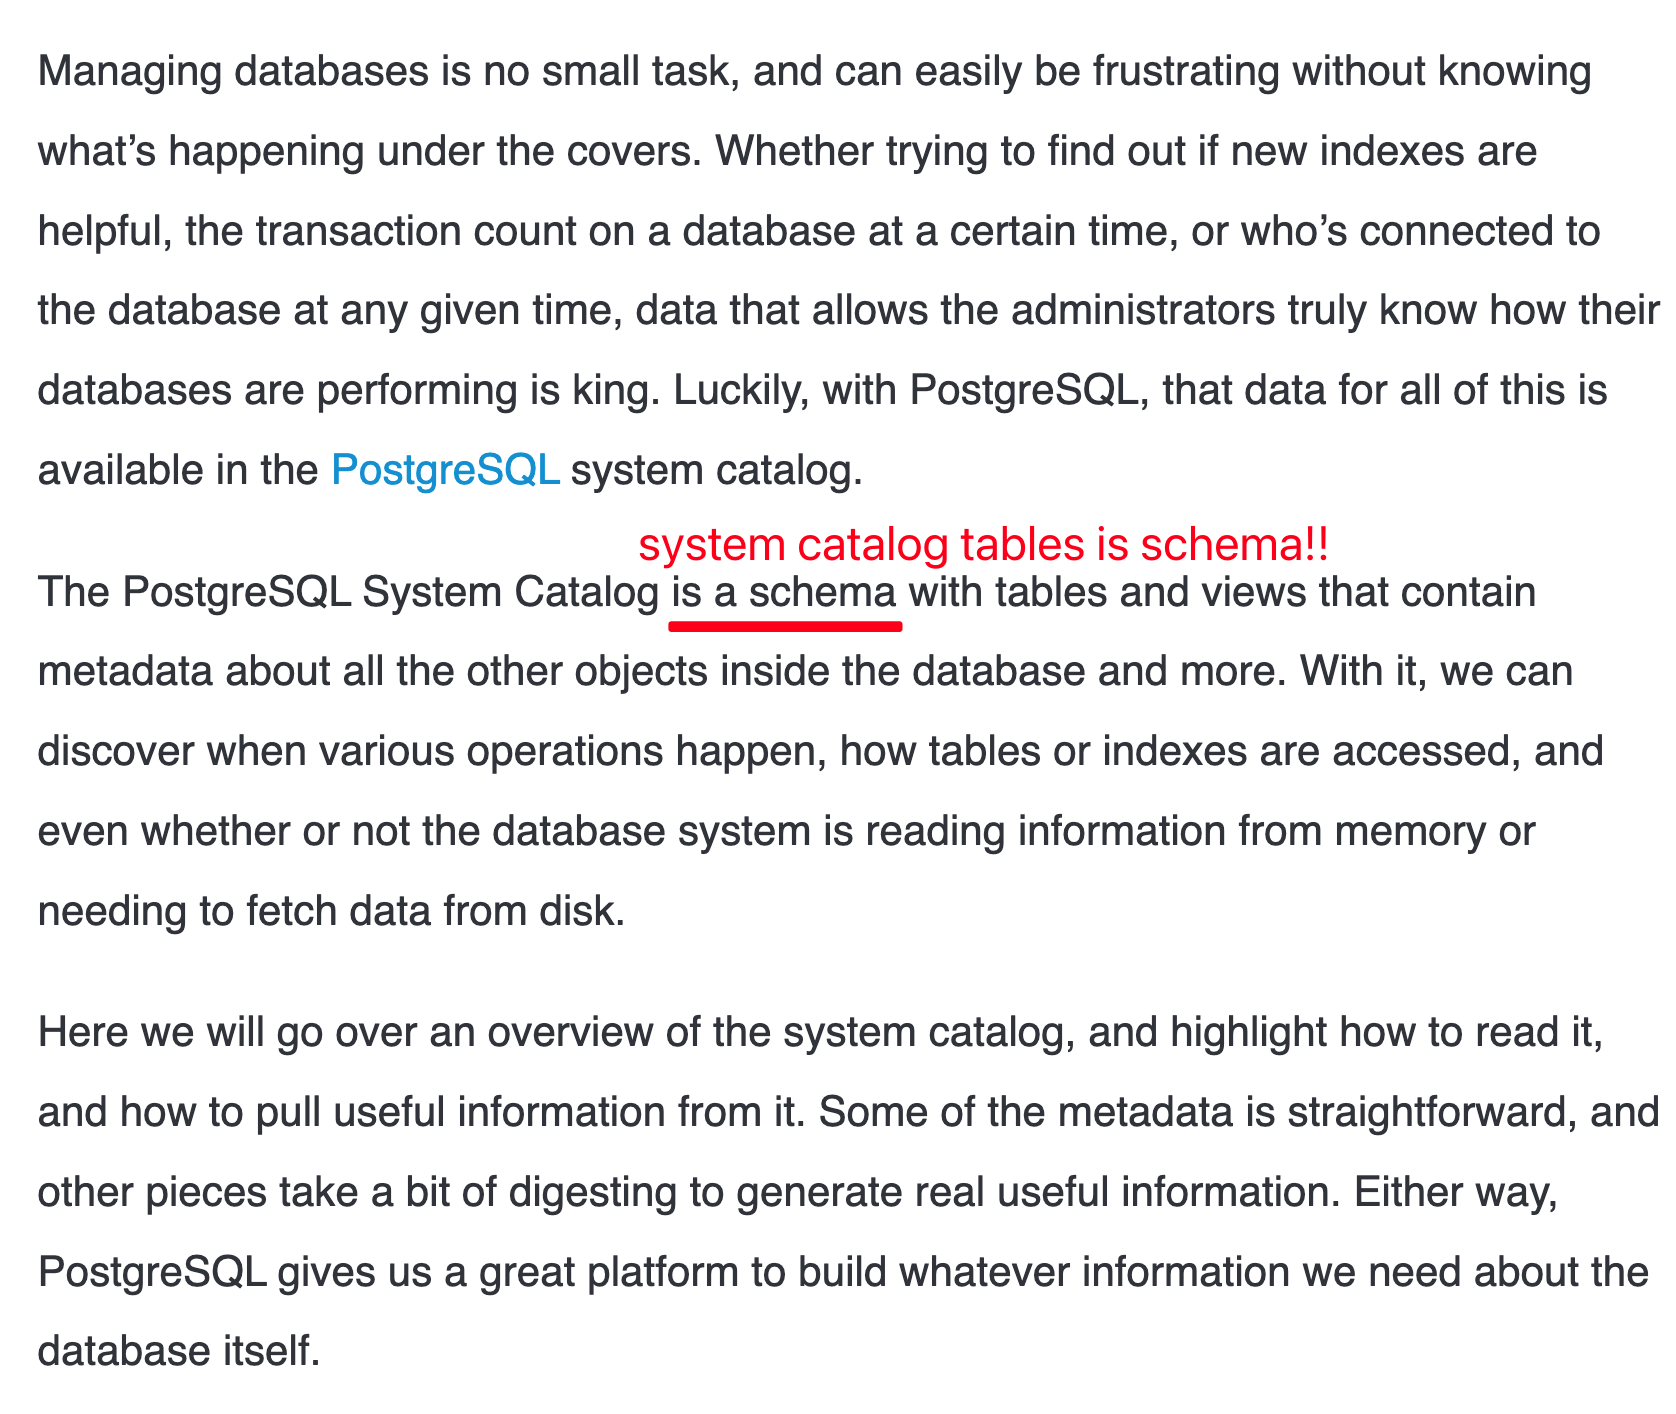 Managing databases is no small task, and can easily be frustrating without knowing
what’s happening under the covers. Whether trying to find out if new indexes are
helpful, the transaction count on a database at a certain time, or who’s connected to
the database at any given time, data that allows the administrators truly know how their
databases are performing is king. Luckily, with PostgreSQL, that data for all of this is
available in the PostgreSQL system catalog.
system catalog tables is schema!!
The PostgreSQL System Catalog is a schema with tables and views that contain
metadata about all the other objects inside the database and more. With it, we can
discover when various operations happen, how tables or indexes are accessed, and
even whether or not the database system is reading information from memory or
needing to fetch data from disk.
Here we will go over an overview of the system catalog, and highlight how to read it,
and how to pull useful information from it. Some of the metadata is straightforward, and
other pieces take a bit of digesting to generate real useful information. Either way,
PostgreSQL gives us a great platform to build whatever information we need about the
database itself.